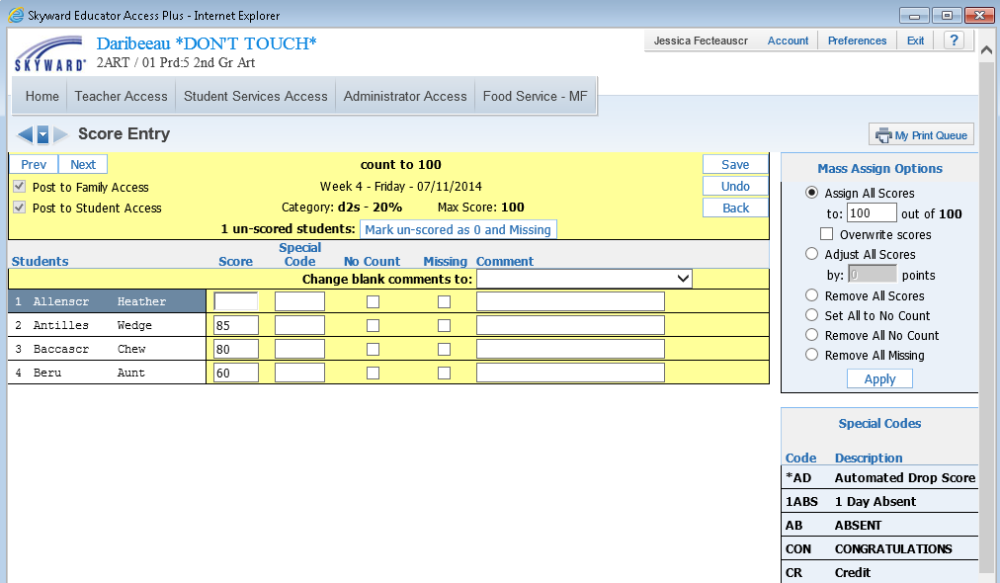 Skyward Educator Access Plus - Internet Explorer
SKYWARD
Daribeeau *DON'T TOUCH*
2ART / 01 Prd:5 2nd Gr Art
Jessica Fecteauscr Account Preferences Exit ?
Home Teacher Access Student Services Access Administrator Access Food Service - MF
Score Entry
My Print Queue
Prev Next count to 100 Save
Post to Family Access Week 4 - Friday - 07/11/2014 Undo
Post to Student Access Category: d2s - 20% Max Score: 100 Back
1 un-scored students: Mark un-scored as 0 and Missing
Students Score Special Code No Count Missing Comment
Change blank comments to:
1 Allenscr Heather
2 Antilles Wedge 85
3 Baccascr Chew 80
4 Beru Aunt 60
Mass Assign Options
Assign All Scores
to: 100 out of 100
Overwrite scores
Adjust All Scores
by: 0 points
Remove All Scores
Set All to No Count
Remove All No Count
Remove All Missing
Apply
Special Codes
Code Description
*AD Automated Drop Score
1ABS 1 Day Absent
AB ABSENT
CON CONGRATULATIONS
CR Credit